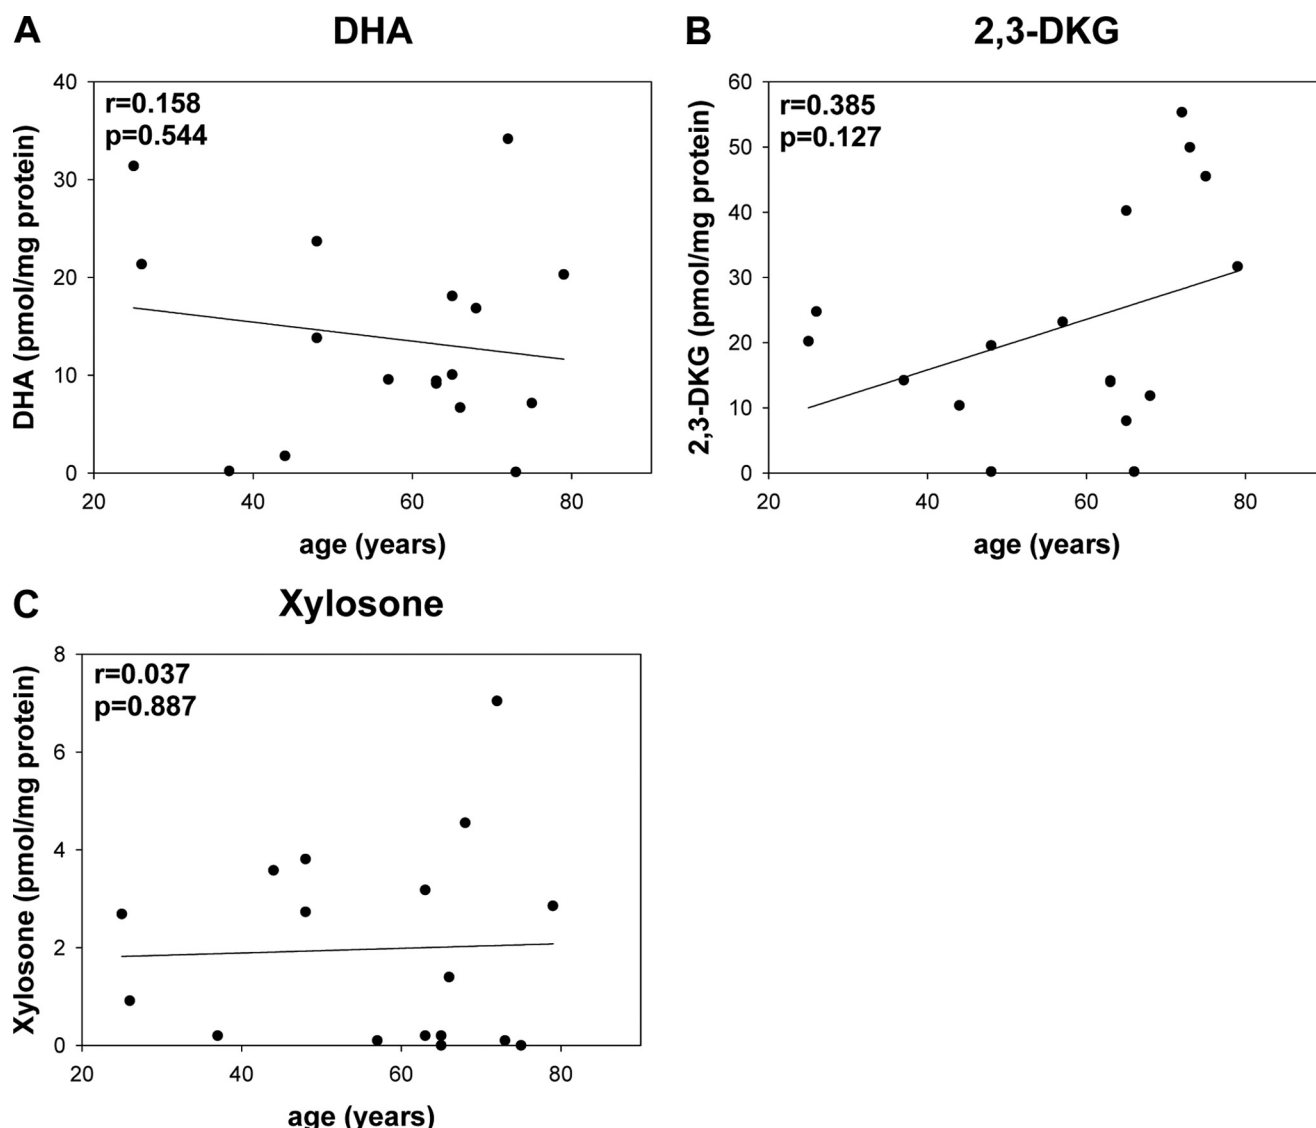 A
DHA
r=0.158
p=0.544
DHA (pmol/mg protein)
40
30
20
10
0
20 40 60 80
age (years)
B
2,3-DKG
r=0.385
p=0.127
2,3-DKG (pmol/mg protein)
60
50
40
30
20
10
0
20 40 60 80
age (years)
C
Xylosone
r=0.037
p=0.887
Xylosone (pmol/mg protein)
8
6
4
2
0
20 40 60 80
age (years)